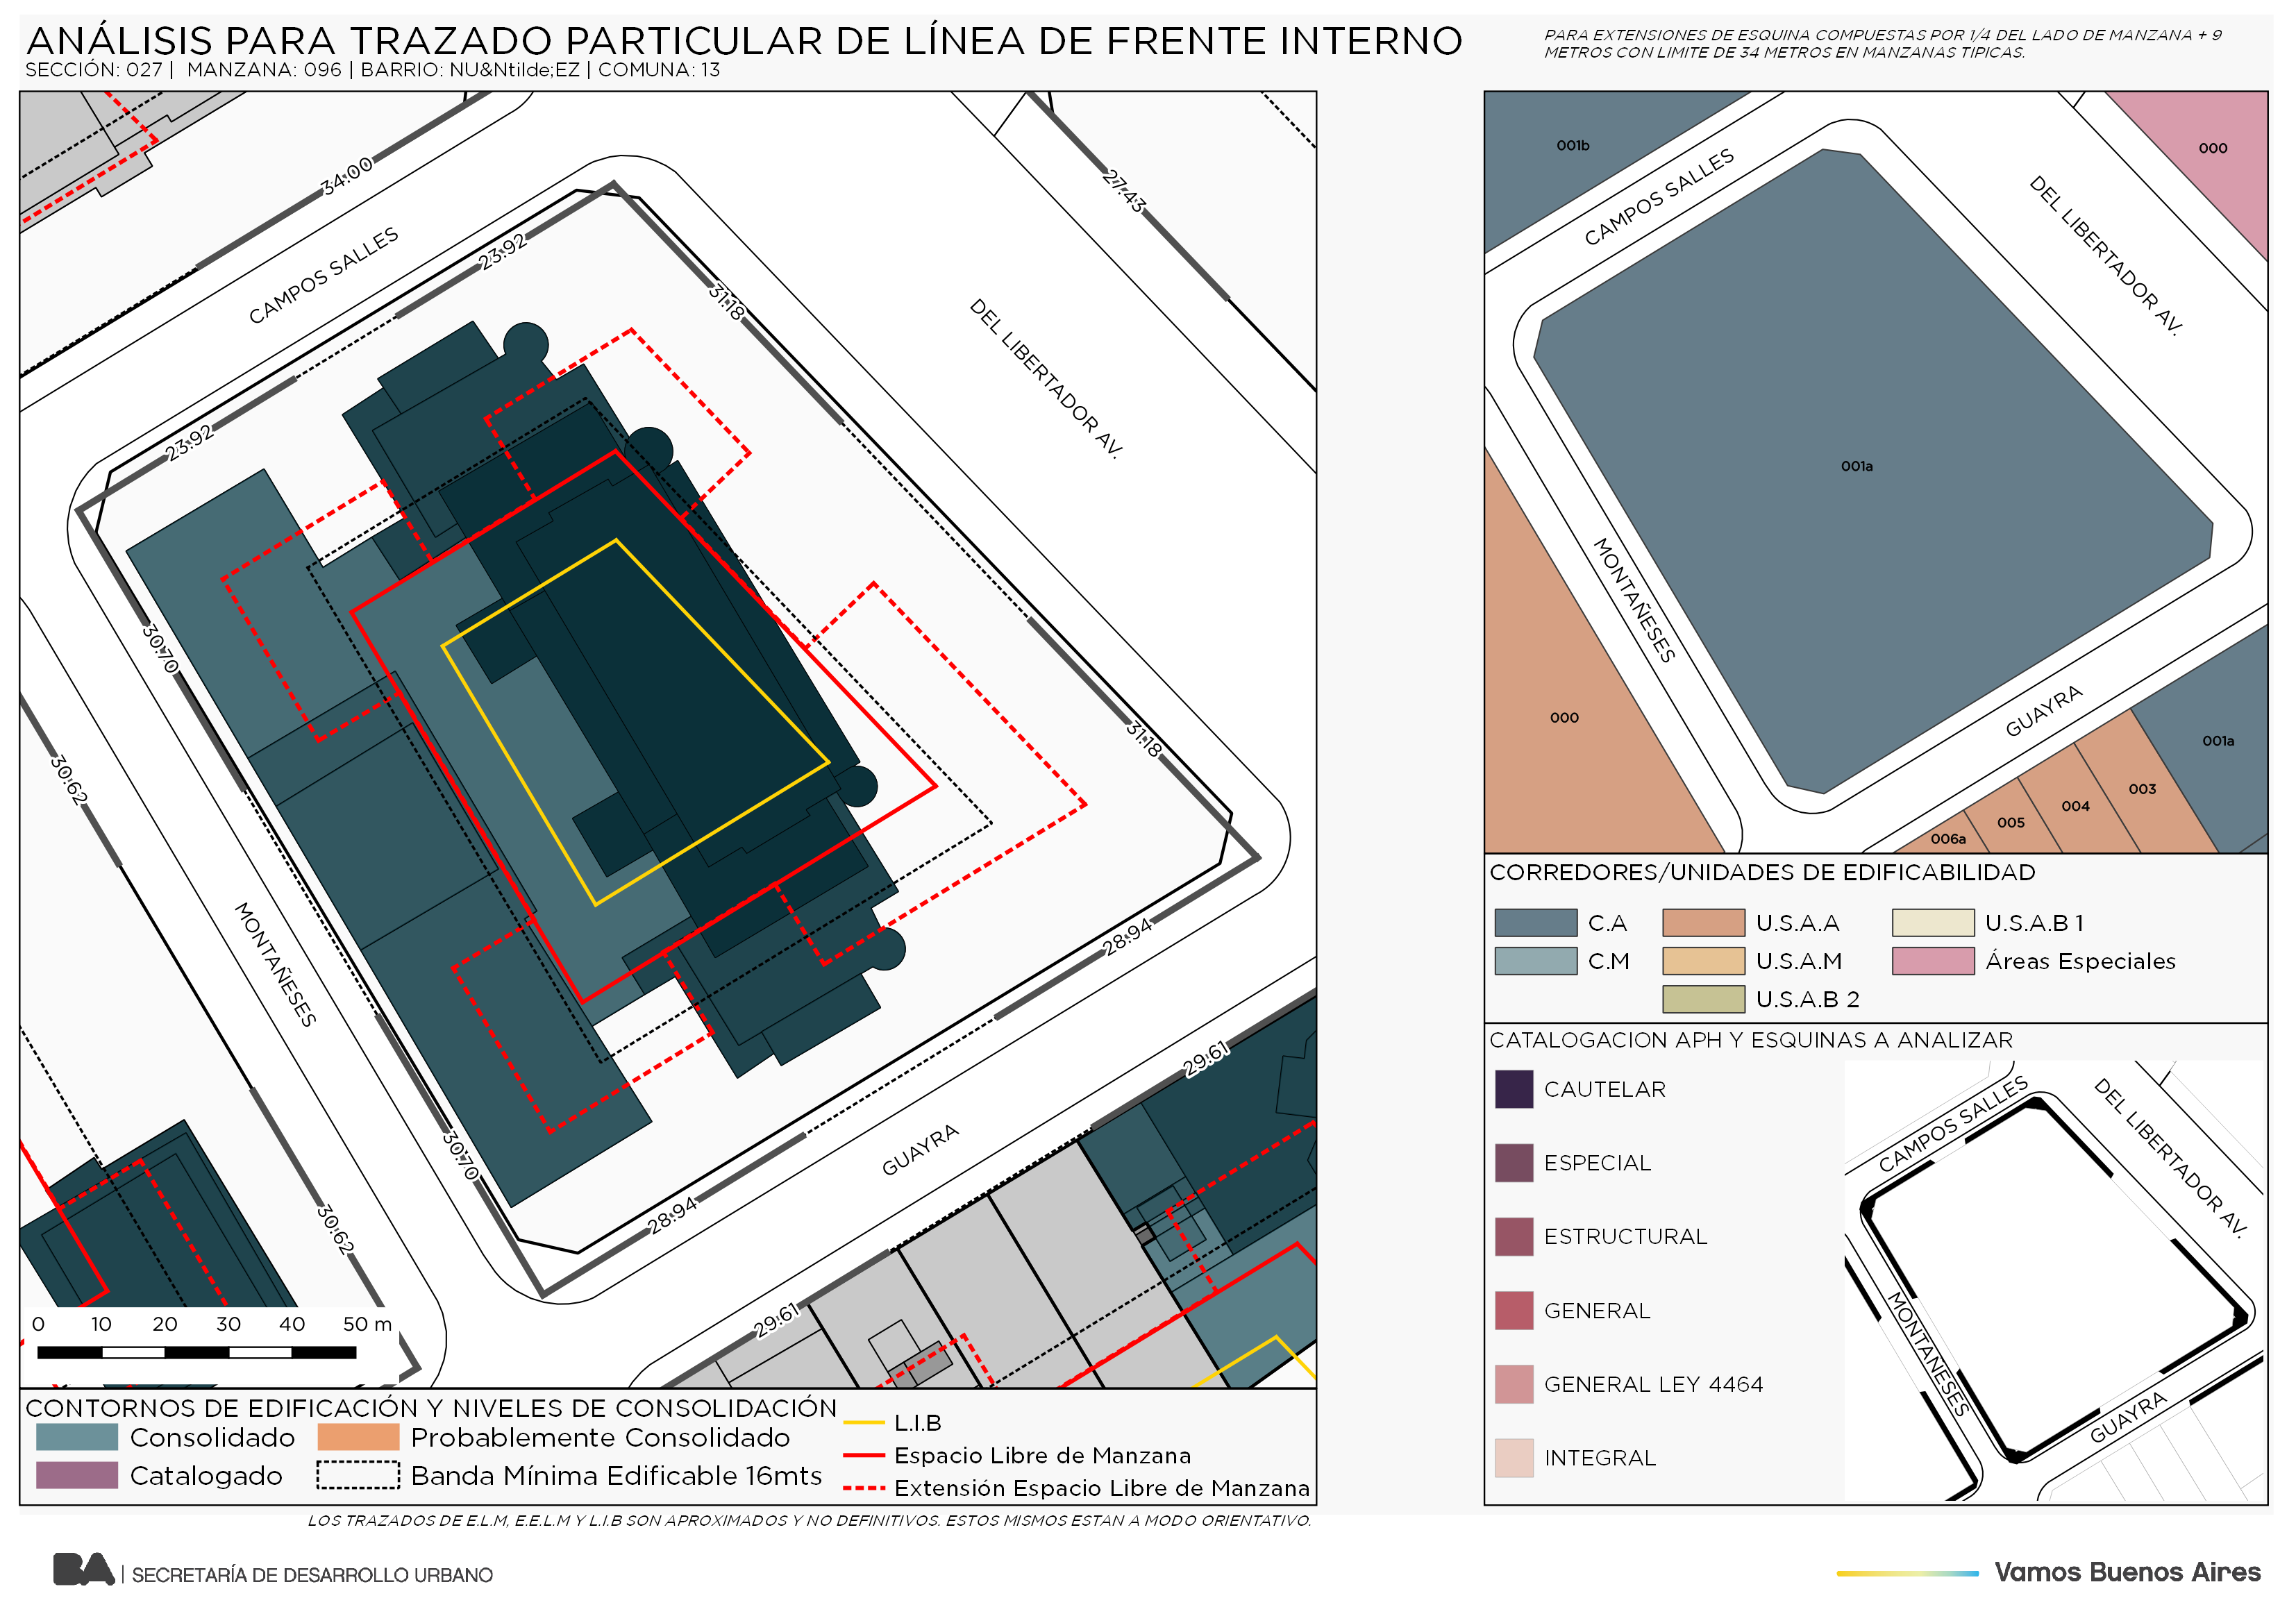 ANÁLISIS PARA TRAZADO PARTICULAR DE LÍNEA DE FRENTE INTERNO
SECCIÓN: 027 | MANZANA: 096 | BARRIO: NU&Ntilde;EZ | COMUNA: 13
PARA EXTENSIONES DE ESQUINA COMPUESTAS POR 1/4 DEL LADO DE MANZANA + 9
METROS CON LIMITE DE 34 METROS EN MANZANAS TIPICAS.
34.00
27.43
CAMPOS SALLES
23.92
31.18
DEL LIBERTADOR AV.
23.92
30.70
30.62
31.18
MONTAÑESES
28.94
30.70
28.94
GUAYRA
29.61
30.62
29.61
0 10 20 30 40 50 m
001b
000
CAMPOS SALLES
DEL LIBERTADOR AV.
001a
MONTAÑESES
000
GUAYRA
001a
003
004
005
006a
CORREDORES/UNIDADES DE EDIFICABILIDAD
C.A
U.S.A.A
U.S.A.B 1
C.M
U.S.A.M
Áreas Especiales
U.S.A.B 2
CATALOGACION APH Y ESQUINAS A ANALIZAR
CAUTELAR
ESPECIAL
ESTRUCTURAL
GENERAL
GENERAL LEY 4464
INTEGRAL
CAMPOS SALLES
DEL LIBERTADOR AV.
MONTAÑESES
GUAYRA
CONTORNOS DE EDIFICACIÓN Y NIVELES DE CONSOLIDACIÓN
Consolidado
Probablemente Consolidado
Catalogado
Banda Mínima Edificable 16mts
L.I.B
Espacio Libre de Manzana
Extensión Espacio Libre de Manzana
LOS TRAZADOS DE E.L.M, E.E.L.M Y L.I.B SON APROXIMADOS Y NO DEFINITIVOS. ESTOS MISMOS ESTAN A MODO ORIENTATIVO.
BA | SECRETARÍA DE DESARROLLO URBANO
Vamos Buenos Aires